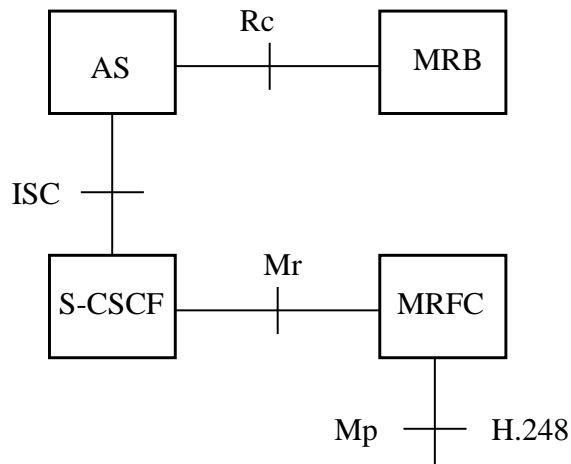 Rc
AS
MRB
ISC
Mr
S-CSCF
MRFC
Mp
H.248